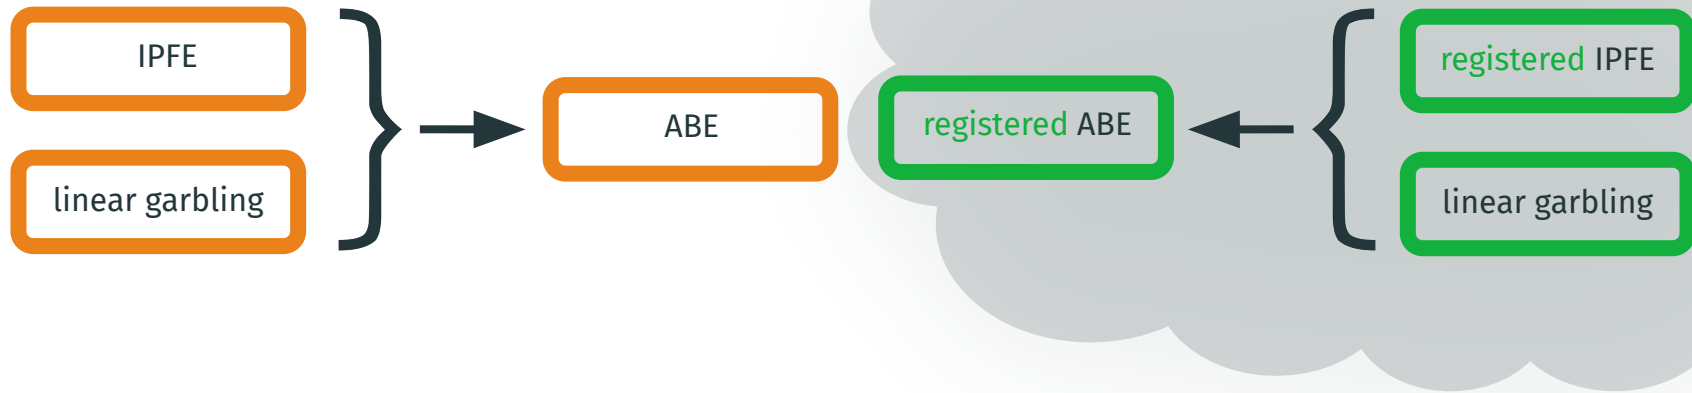 IPFE
linear garbling
ABE
registered ABE
registered IPFE
linear garbling